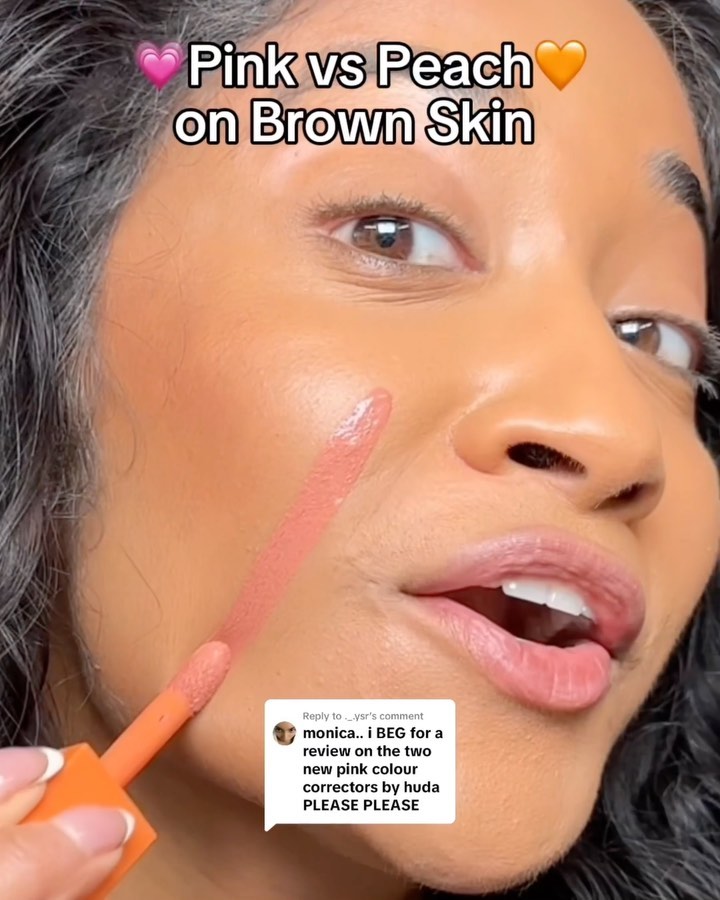 💗Pink vs Peach🧡
on Brown Skin
Reply to ._.ysr's comment
monica.. i BEG for a
review on the two
new pink colour
correctors by huda
PLEASE PLEASE